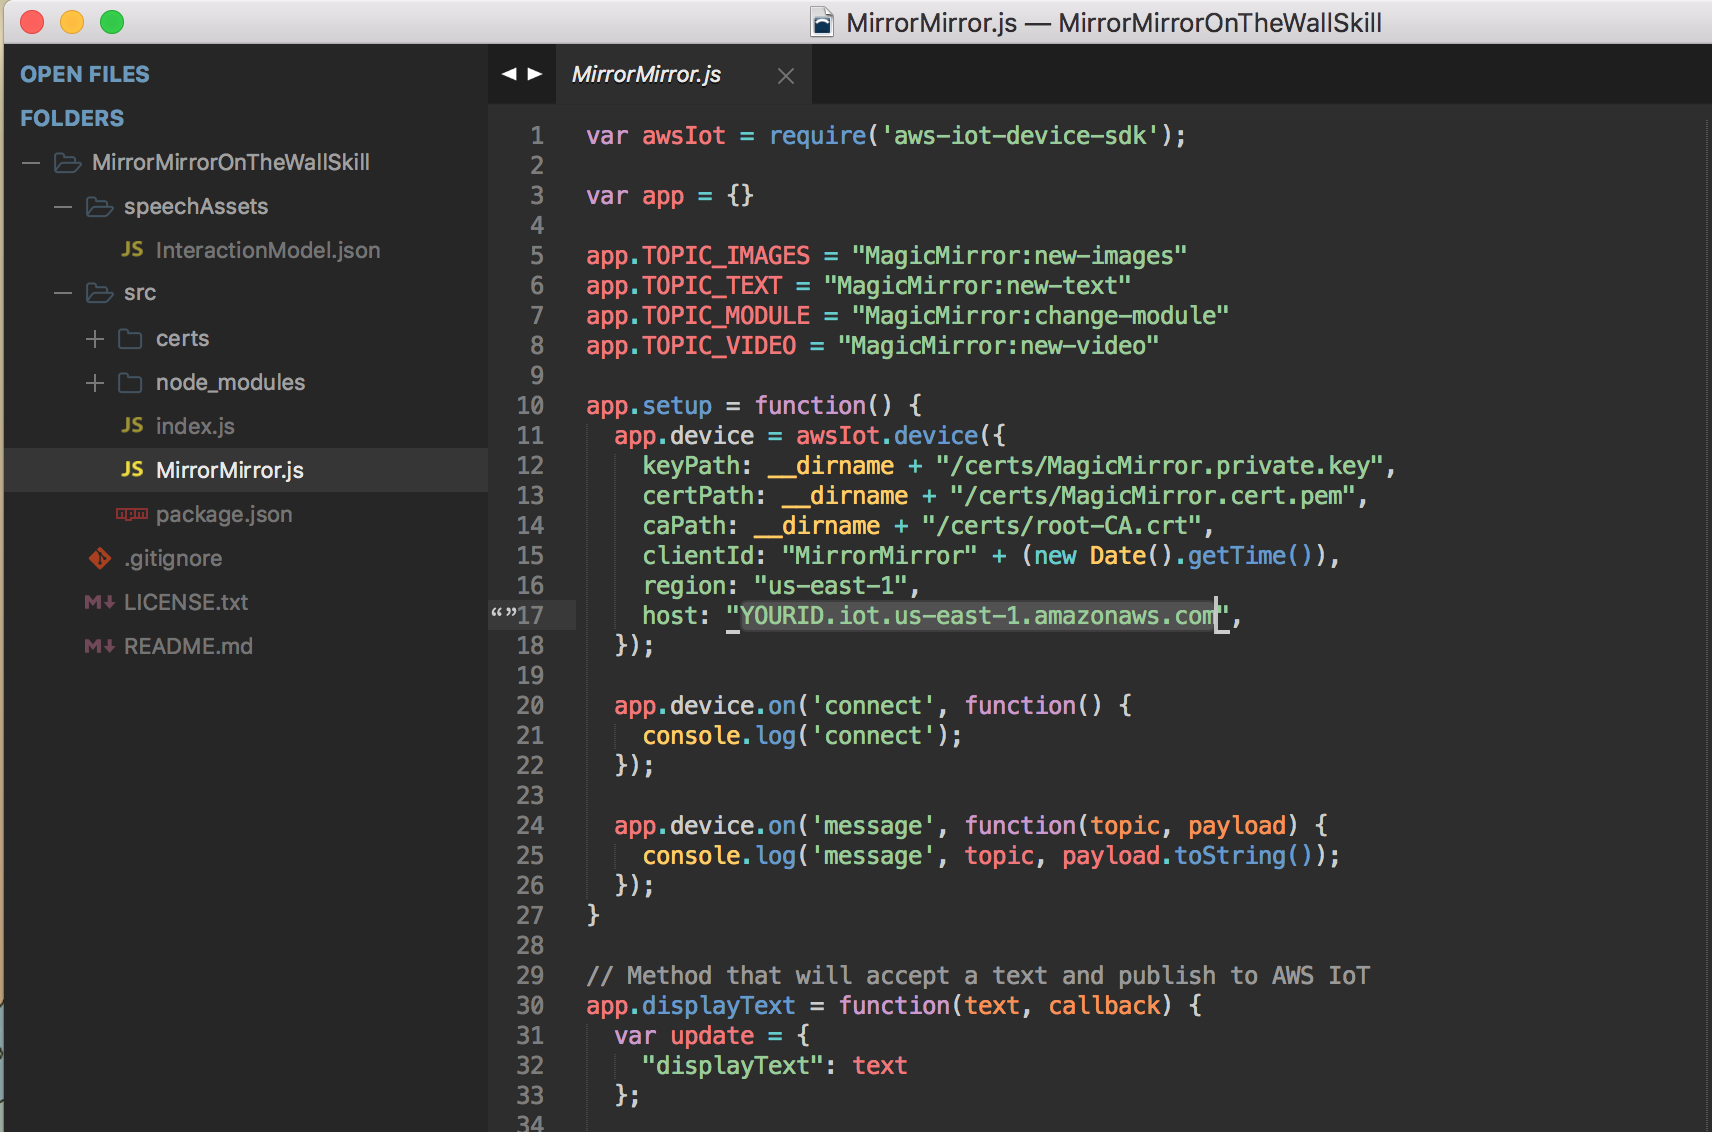 MirrorMirror.js — MirrorMirrorOnTheWallSkill
OPEN FILES
FOLDERS
MirrorMirrorOnTheWallSkill
speechAssets
JS InteractionModel.json
src
certs
node_modules
JS index.js
JS MirrorMirror.js
npm package.json
.gitignore
M↓ LICENSE.txt
M↓ README.md
MirrorMirror.js
1 var awsIot = require('aws-iot-device-sdk');
2
3 var app = {}
4
5 app.TOPIC_IMAGES = "MagicMirror:new-images"
6 app.TOPIC_TEXT = "MagicMirror:new-text"
7 app.TOPIC_MODULE = "MagicMirror:change-module"
8 app.TOPIC_VIDEO = "MagicMirror:new-video"
9
10 app.setup = function() {
11 app.device = awsIot.device({
12 keyPath: __dirname + "/certs/MagicMirror.private.key",
13 certPath: __dirname + "/certs/MagicMirror.cert.pem",
14 caPath: __dirname + "/certs/root-CA.crt",
15 clientId: "MirrorMirror" + (new Date().getTime()),
16 region: "us-east-1",
“”17 host: "YOURID.iot.us-east-1.amazonaws.com",
18 });
19
20 app.device.on('connect', function() {
21 console.log('connect');
22 });
23
24 app.device.on('message', function(topic, payload) {
25 console.log('message', topic, payload.toString());
26 });
27 }
28
29 // Method that will accept a text and publish to AWS IoT
30 app.displayText = function(text, callback) {
31 var update = {
32 "displayText": text
33 };
34